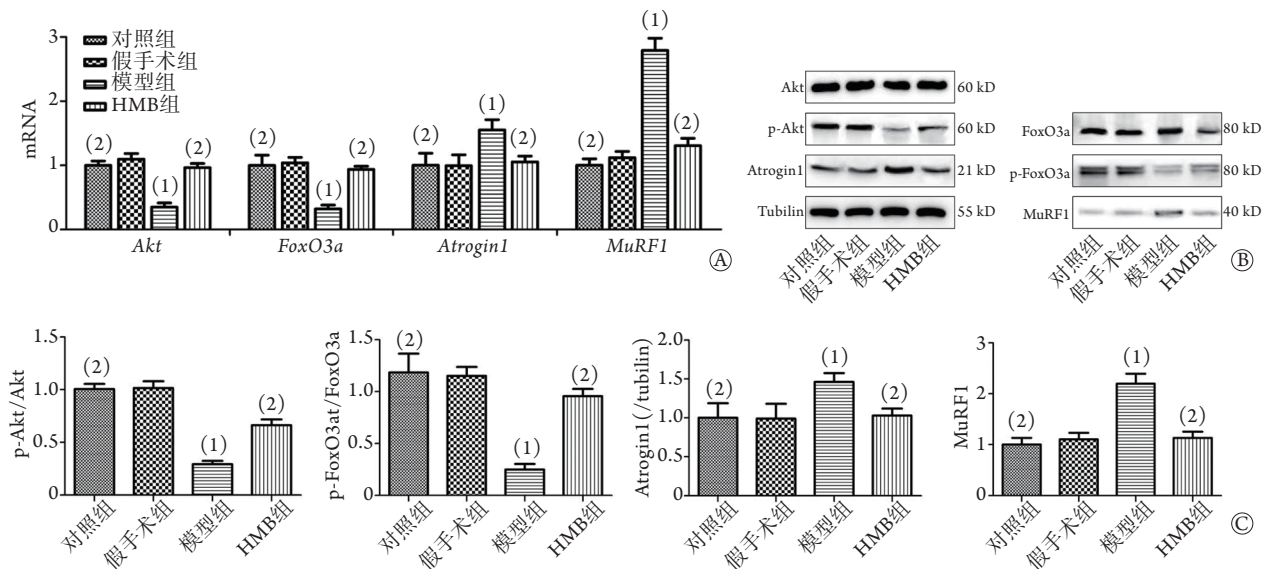 (1)
3
对照组
假手术组
模型组
HMB组
2
(1)
(2) (2) (2) (2) (2) (2)
1
(1) (1)
0
mRNA
Akt FoxO3a Atrogin1 MuRF1
Ⓐ
Akt 60 kD
p-Akt 60 kD
Atrogin1 21 kD
Tubilin 55 kD
对照组 假手术组 模型组 HMB组
FoxO3a 80 kD
p-FoxO3a 80 kD
MuRF1 40 kD
对照组 假手术组 模型组 HMB组
Ⓑ
p-Akt/Akt
1.5
1.0
0.5
0
(2) (1) (2)
对照组 假手术组 模型组 HMB组
p-FoxO3at/FoxO3a
1.5
1.0
0.5
0
(2) (1) (2)
对照组 假手术组 模型组 HMB组
Atrogin1(/tubilin)
2.0
1.5
1.0
0.5
0
(2) (1) (2)
对照组 假手术组 模型组 HMB组
MuRF1
3
2
1
0
(2) (1) (2)
对照组 假手术组 模型组 HMB组
Ⓒ